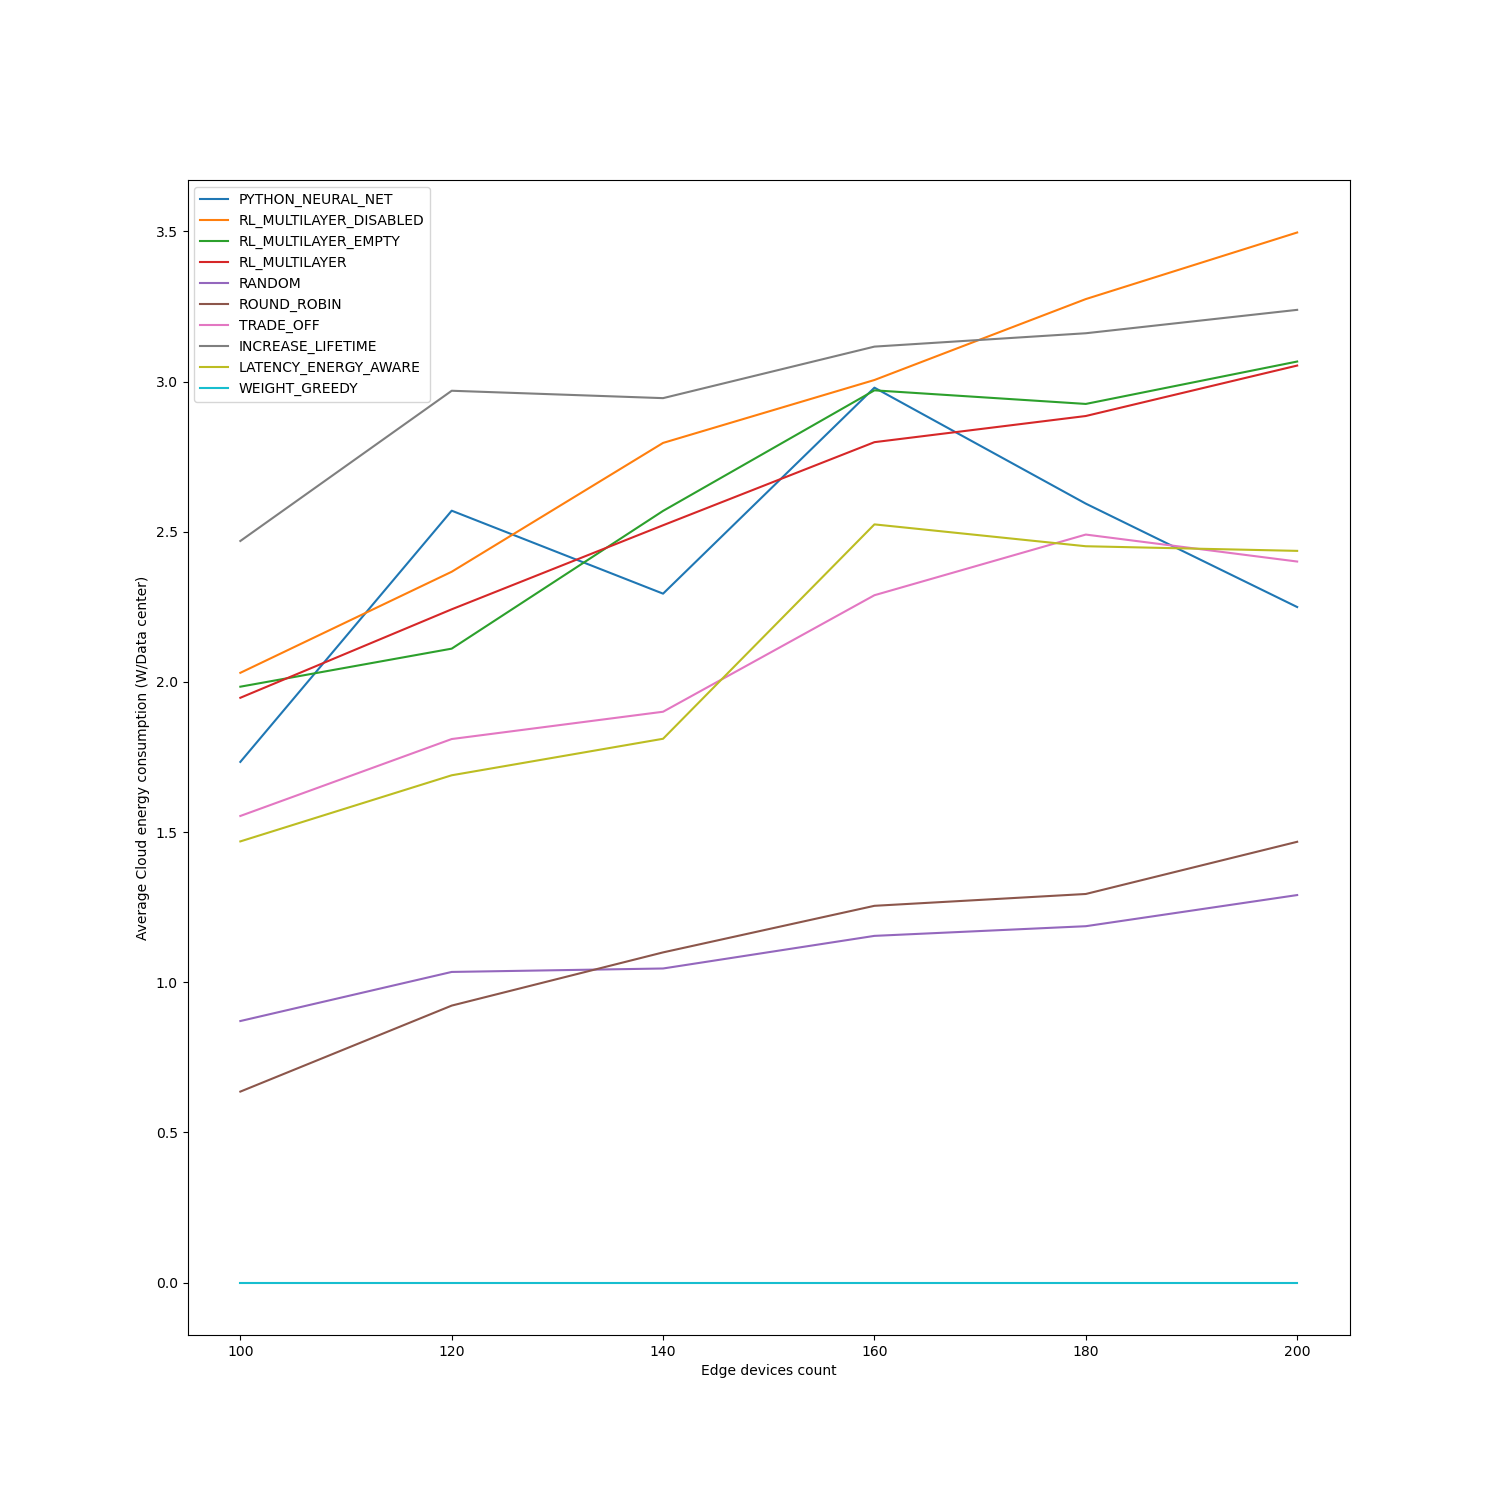 PYTHON_NEURAL_NET
RL_MULTILAYER_DISABLED
RL_MULTILAYER_EMPTY
RL_MULTILAYER
RANDOM
ROUND_ROBIN
TRADE_OFF
INCREASE_LIFETIME
LATENCY_ENERGY_AWARE
WEIGHT_GREEDY
3.5
3.0
2.5
2.0
1.5
1.0
0.5
0.0
Average Cloud energy consumption (W/Data center)
100 120 140 160 180 200
Edge devices count